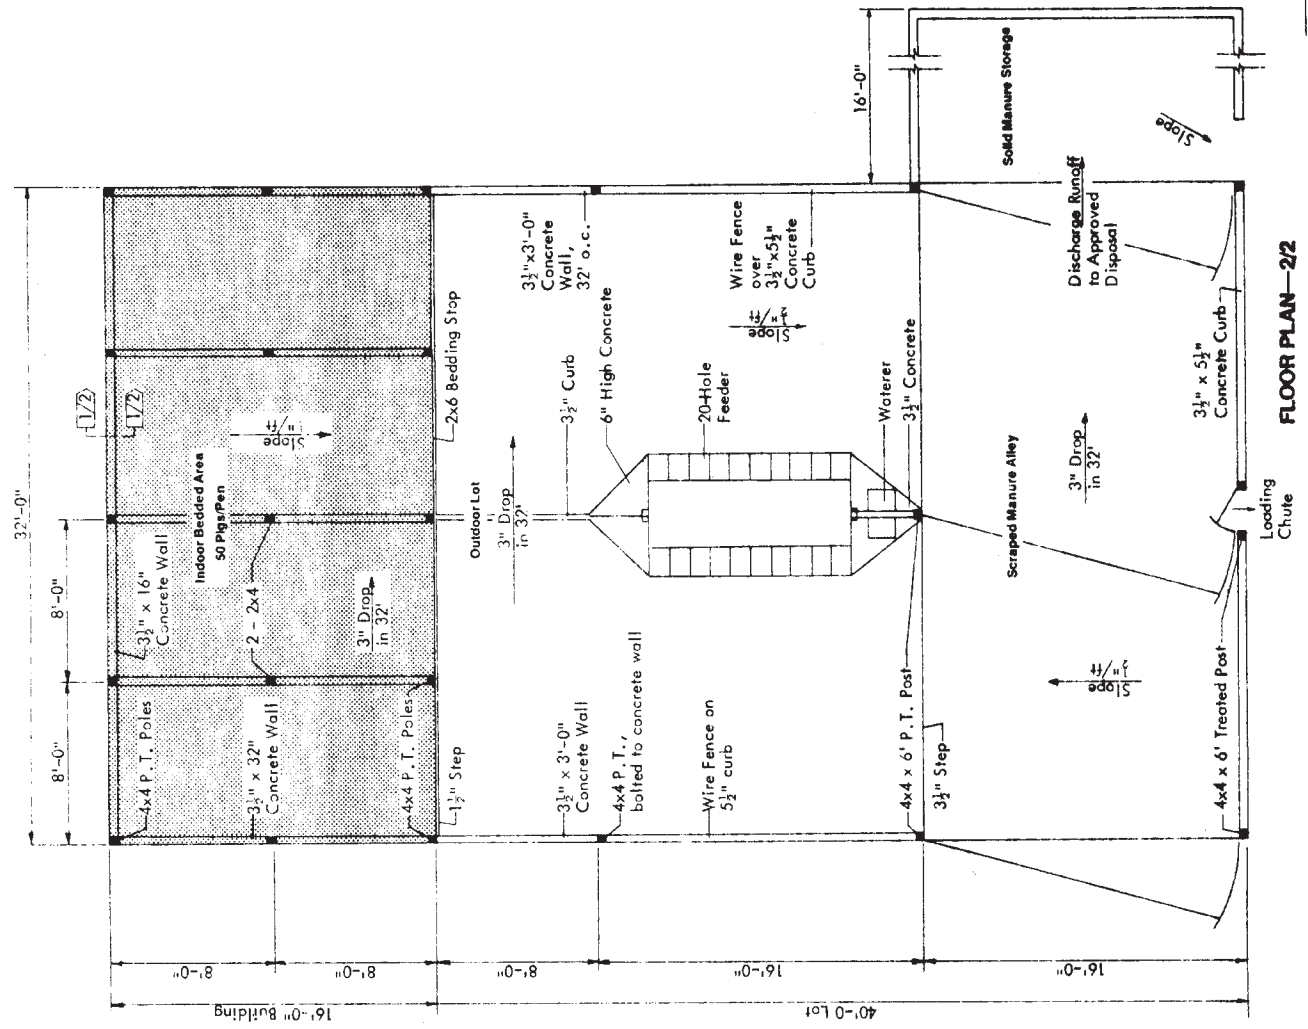 32'-0"
8'-0"
8'-0"
16'-0"
4x4 P.T. Poles
3½" x 16"
Concrete Wall
1/2
1/2
3½" x 32"
Concrete Wall
2 - 2x4
Indoor Bedded Area
50 Pigs/Pen
Slope
"/ft
3" Drop
in 32'
4x4 P.T. Poles
1½" Step
2x6 Bedding Stop
Outdoor Lot
3" Drop
in 32'
3½" x 3'-0"
Concrete Wall
3½" Curb
6" High Concrete
3½"x3'-0"
Concrete
Wall,
32' o.c.
4x4 P.T.,
bolted to concrete wall
Wire Fence on
5½" curb
20-Hole
Feeder
Slope
½"/ft
Wire Fence
over
3½"x5½"
Concrete
Curb
Waterer
3½" Concrete
4x4 x 6' P.T. Post
3½" Step
Scraped Manure Alley
3" Drop
in 32'
Slope
½"/ft
Solid Manure Storage
Slope
Discharge Runoff
to Approved
Disposal
4x4 x 6' Treated Post
Loading
Chute
3½" x 5½"
Concrete Curb
8'-0"
8'-0"
8'-0"
16'-0"
16'-0"
16'-0" Building
40'-0 Lot
FLOOR PLAN—2/2